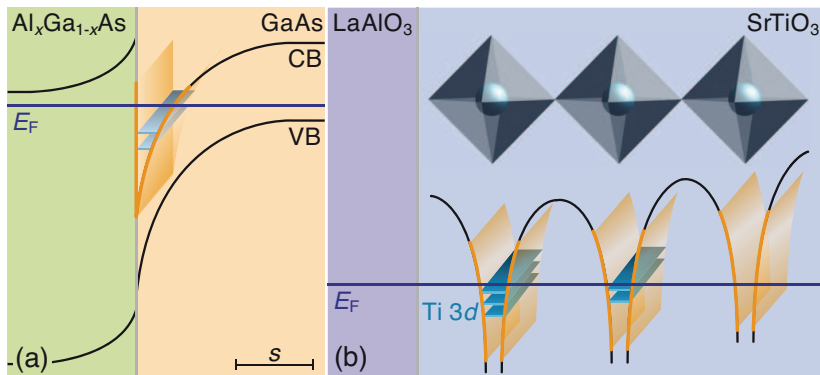 AlxGa1-xAs
GaAs
CB
EF
VB
(a)
s
LaAlO3
SrTiO3
EF
Ti 3d
(b)